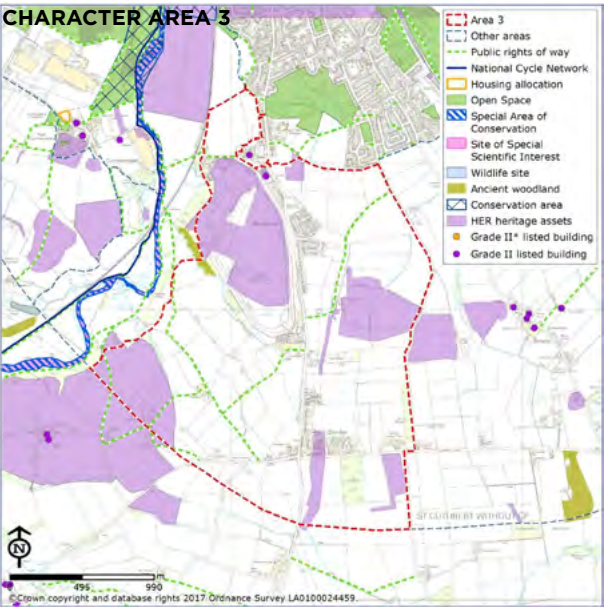 CHARACTER AREA 3
Area 3
Other areas
Public rights of way
National Cycle Network
Housing allocation
Open Space
Special Area of
Conservation
Site of Special
Scientific Interest
Wildlife site
Ancient woodland
Conservation area
HER heritage assets
Grade II* listed building
Grade II listed building
ST CUTHBERT WITHOUT CP
N
495
990
m
©Crown copyright and database rights 2017 Ordnance Survey LA0100024459.